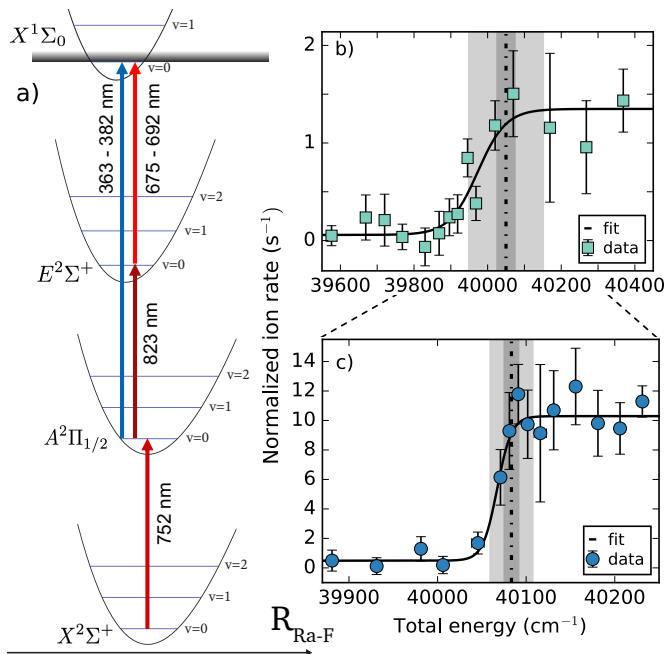 a)
X¹Σ₀
v=1
v=0
363 - 382 nm
675 - 692 nm
v=2
v=1
v=0
E²Σ⁺
823 nm
v=2
v=1
v=0
A²Π₁/₂
752 nm
v=2
v=1
v=0
X²Σ⁺
R_Ra-F
Normalized ion rate (s⁻¹)
b)
2
1
0
fit
data
39600 39800 40000 40200 40400
c)
14
12
10
8
6
4
2
0
fit
data
39900 40000 40100 40200
Total energy (cm⁻¹)